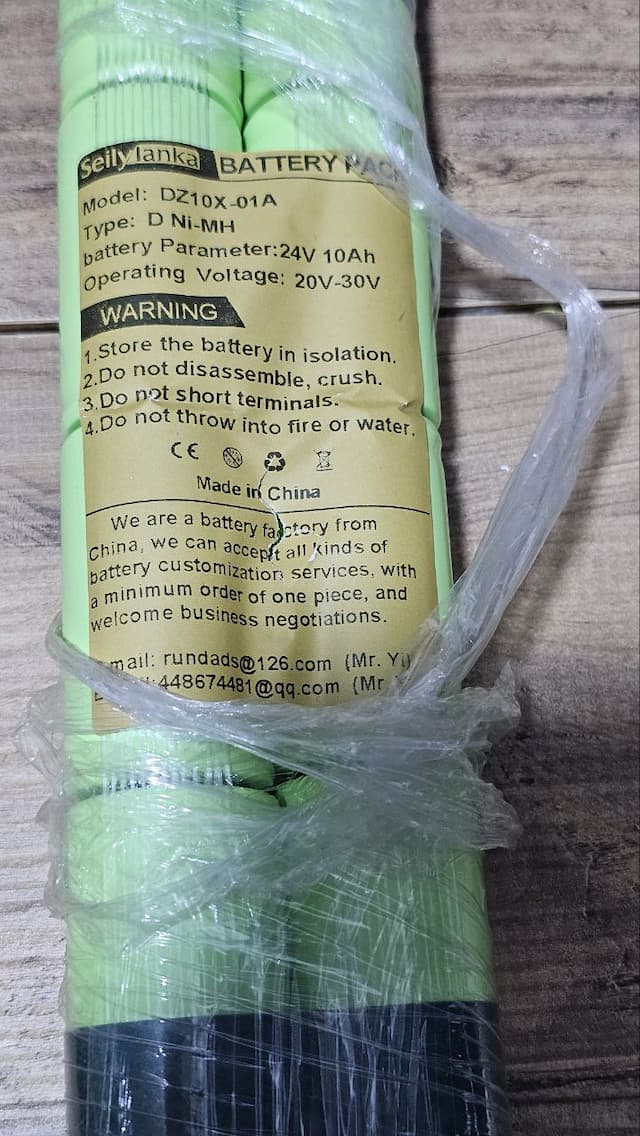 Seilylanka BATTERY PACK
Model: DZ10X-01A
Type: D Ni-MH
battery Parameter:24V 10Ah
Operating Voltage: 20V-30V
WARNING
1.Store the battery in isolation.
2.Do not disassemble, crush.
3.Do not short terminals.
4.Do not throw into fire or water.
CE
Made in China
We are a battery factory from
China, we can accept all kinds of
battery customization services, with
a minimum order of one piece, and
welcome business negotiations.
mail: rundads@126.com (Mr. Yi)
448674481@qq.com (Mr